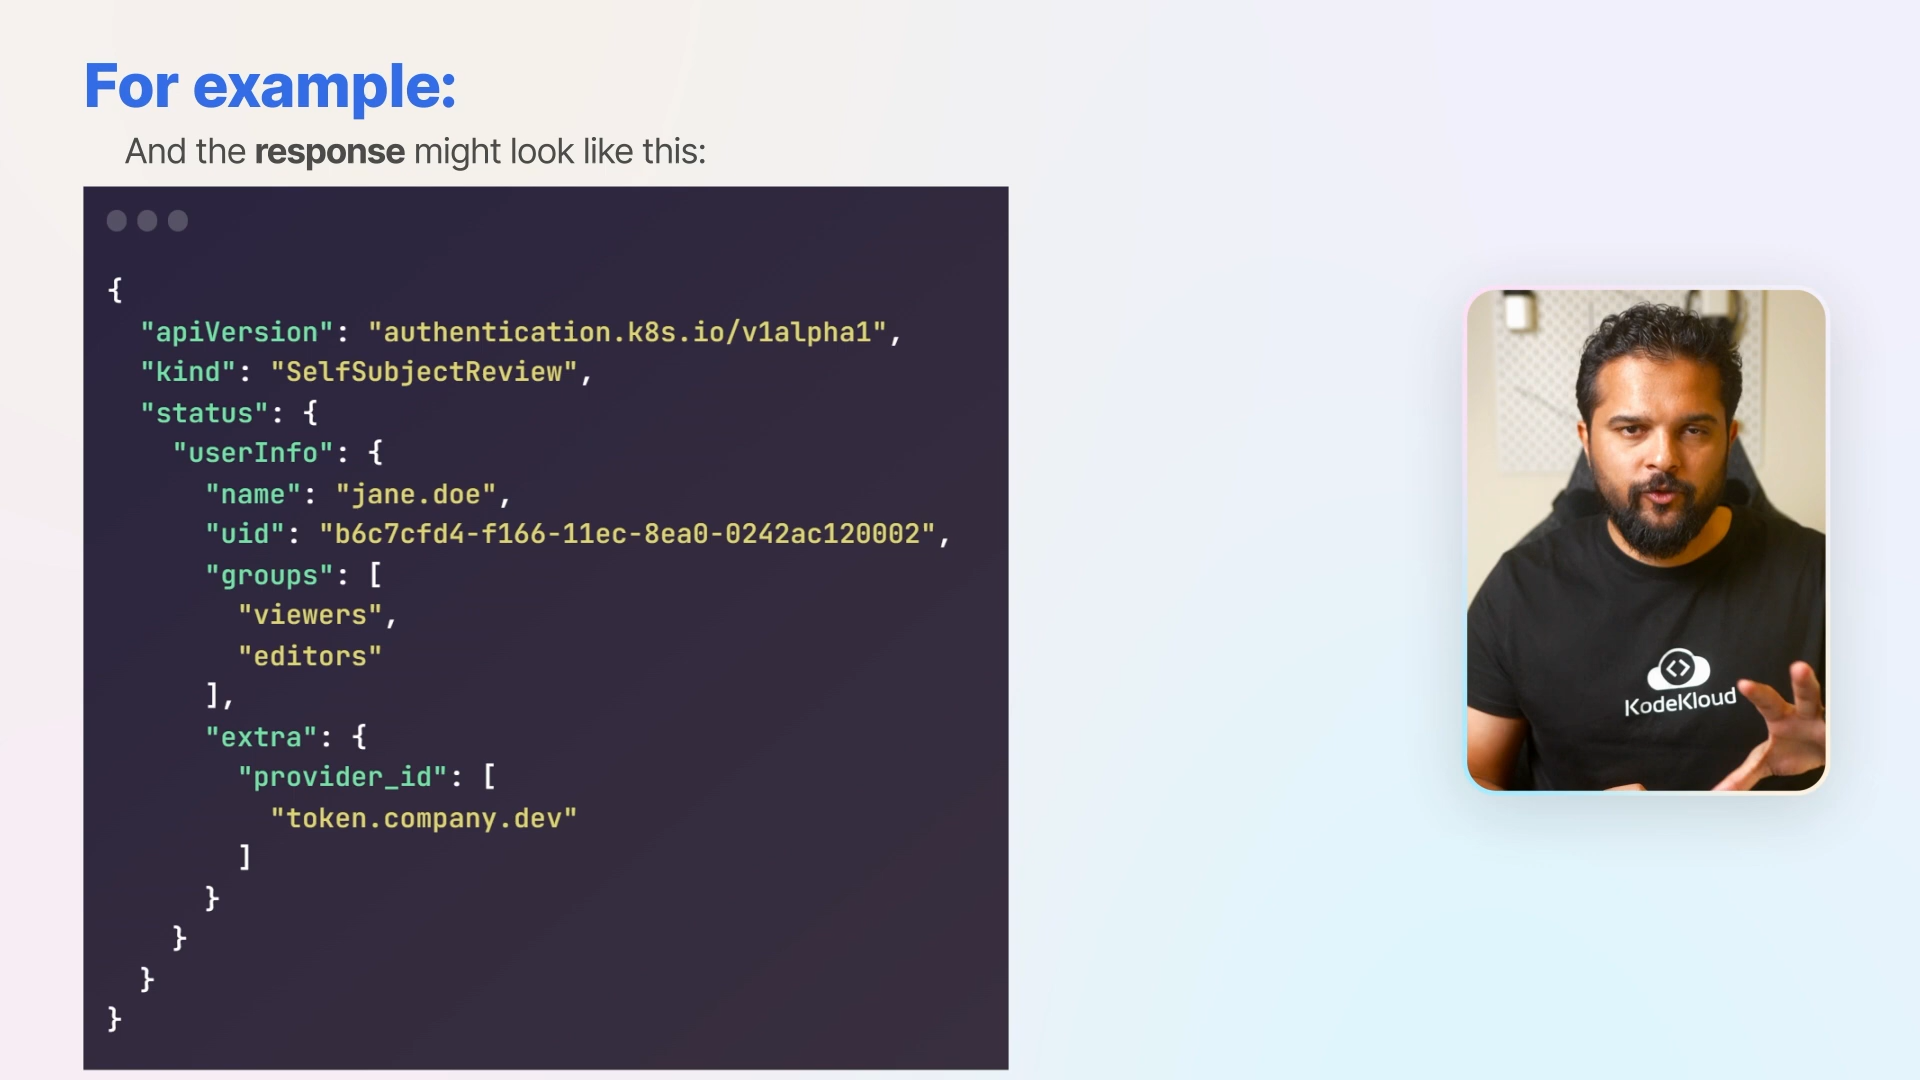 For example:
And the response might look like this:
{
  "apiVersion": "authentication.k8s.io/v1alpha1",
  "kind": "SelfSubjectReview",
  "status": {
    "userInfo": {
      "name": "jane.doe",
      "uid": "b6c7cfd4-f166-11ec-8ea0-0242ac120002",
      "groups": [
        "viewers",
        "editors"
      ],
      "extra": {
        "provider_id": [
          "token.company.dev"
        ]
      }
    }
  }
}
KodeKloud